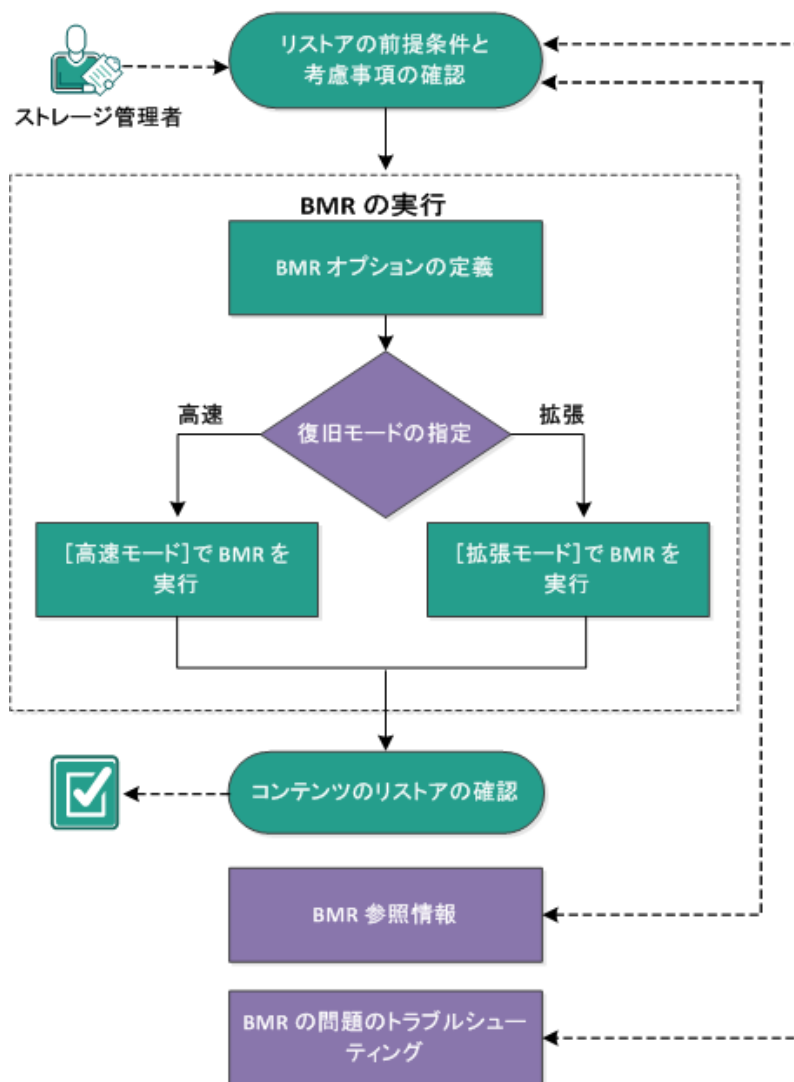 リストアの前提条件と
考慮事項の確認
ストレージ管理者
BMR の実行
BMR オプションの定義
高速
復旧モードの指定
拡張
[高速モード]で BMR を
実行
[拡張モード]で BMR を
実行
コンテンツのリストアの確認
BMR 参照情報
BMR の問題のトラブルシュー
ティング